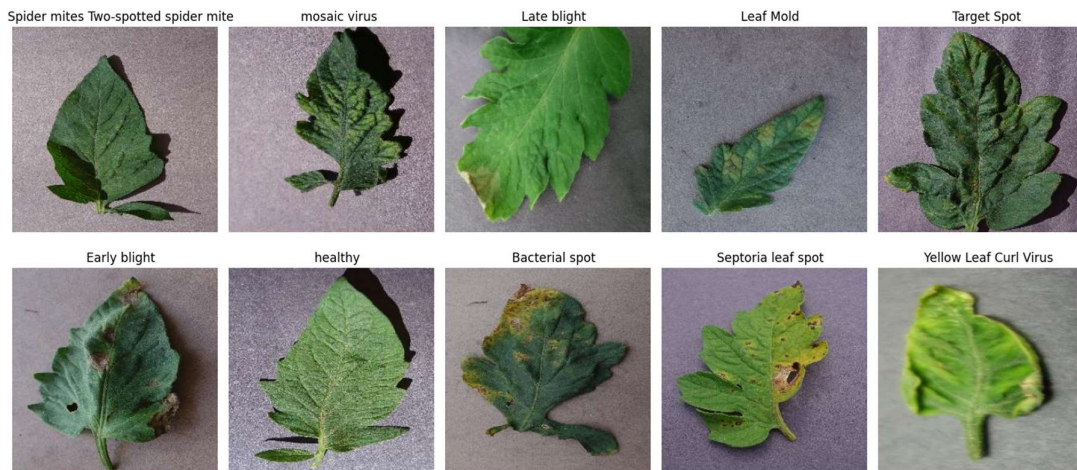 Spider mites Two-spotted spider mite
mosaic virus
Late blight
Leaf Mold
Target Spot
Early blight
healthy
Bacterial spot
Septoria leaf spot
Yellow Leaf Curl Virus